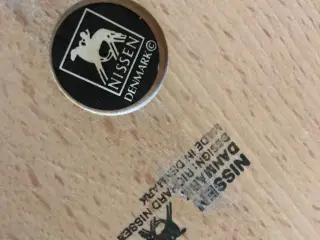 NISSEN
DENMARK ©
NISSEN
DANMARK
DESIGN: RICHARD NISSEN
MADE IN DENMARK